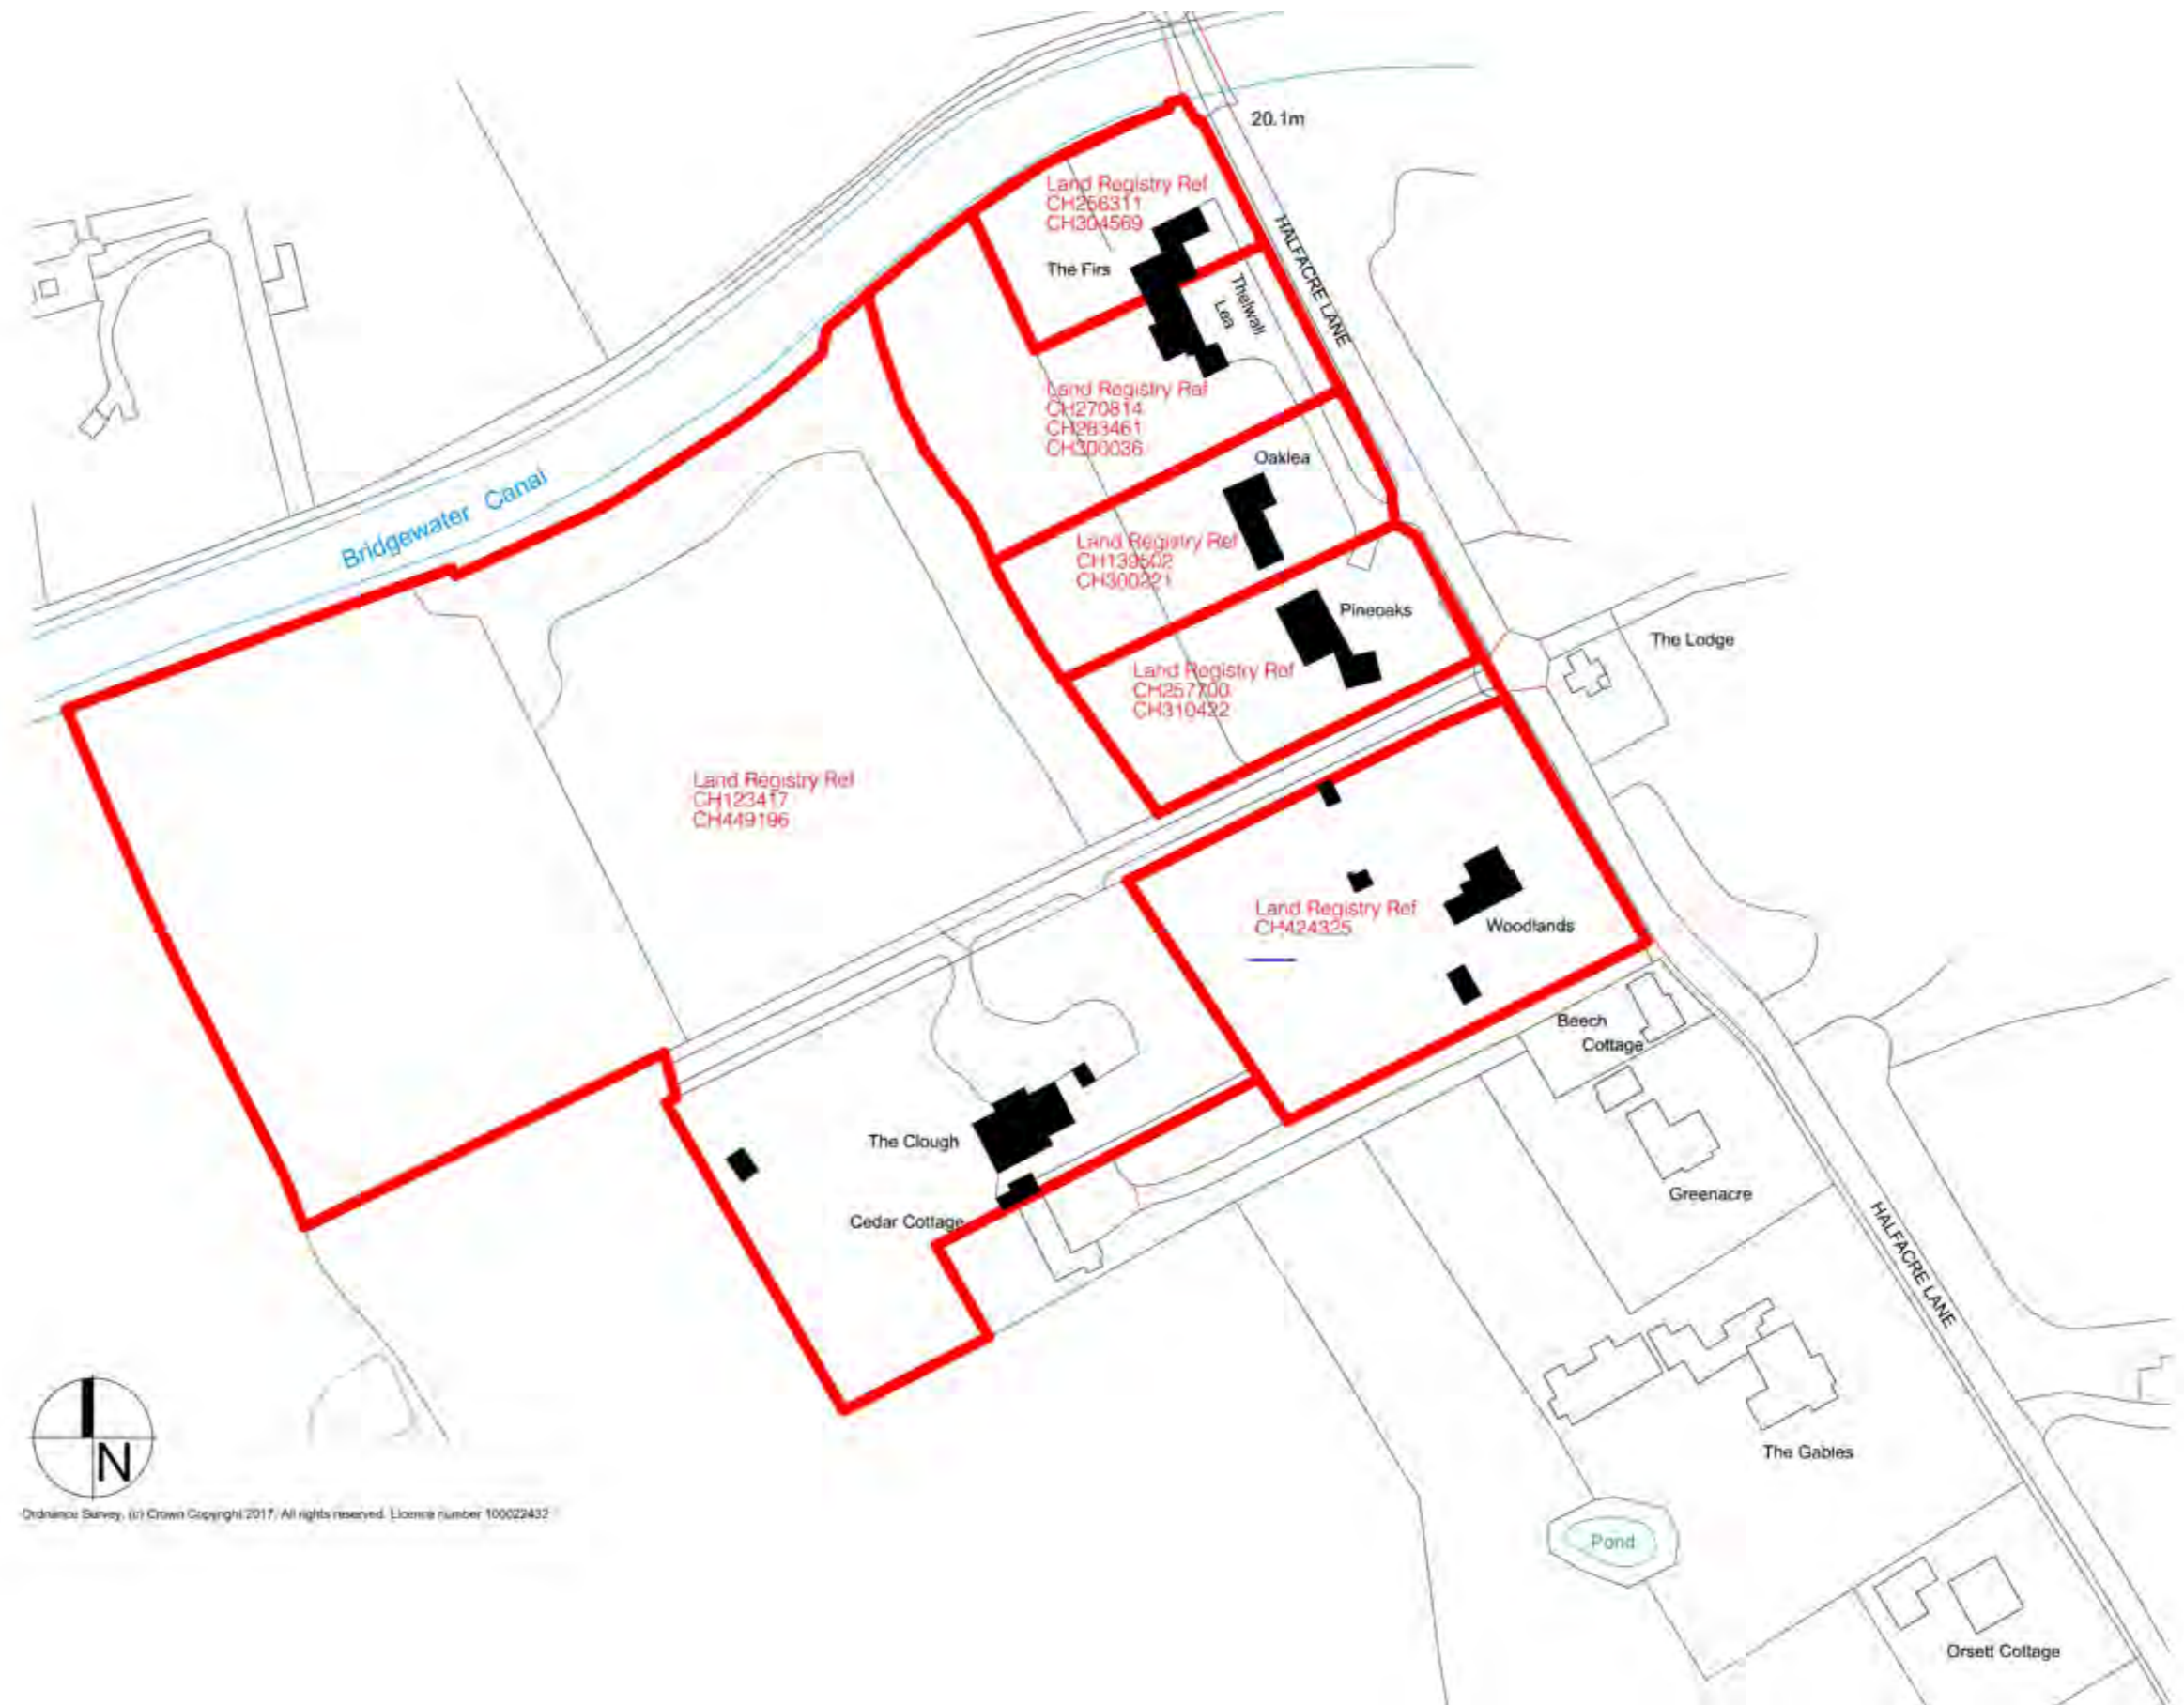 20.1m
Land Registry Ref
CH256311
CH304569
The Firs
HALFACRE LANE
Thelwall
Lea
Land Registry Ref
CH270814
CH283461
CH300036
Oaklea
Bridgewater Canal
Land Registry Ref
CH139502
CH300221
Pineoaks
The Lodge
Land Registry Ref
CH257700
CH310422
Land Registry Ref
CH123417
CH449196
Land Registry Ref
CH424325
Woodlands
Beech
Cottage
The Clough
Greenacre
Cedar Cottage
HALFACRE LANE
The Gables
N
Ordnance Survey, (c) Crown Copyright 2017. All rights reserved. Licence number 100022432
Pond
Orsett Cottage